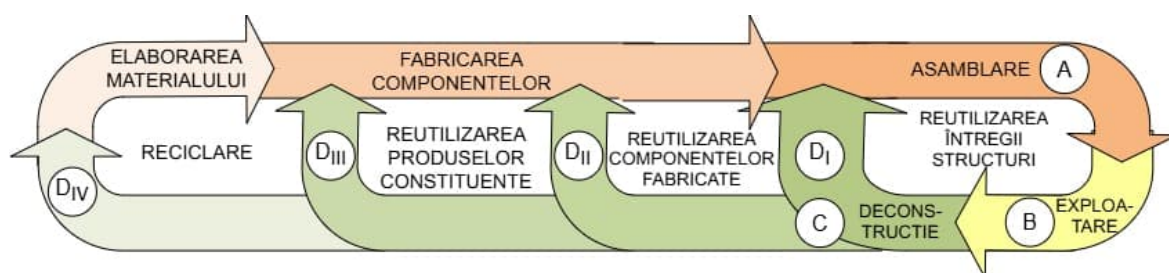 ELABORAREA
MATERIALULUI
FABRICAREA
COMPONENTELOR
ASAMBLARE
A
RECICLARE
REUTILIZAREA
PRODUSELOR
CONSTITUENTE
REUTILIZAREA
COMPONENTELOR
FABRICATE
REUTILIZAREA
ÎNTREGII
STRUCTURI
DIV
DIII
DII
DI
C
DECONS-
TRUCTIE
B
EXPLOA-
TARE